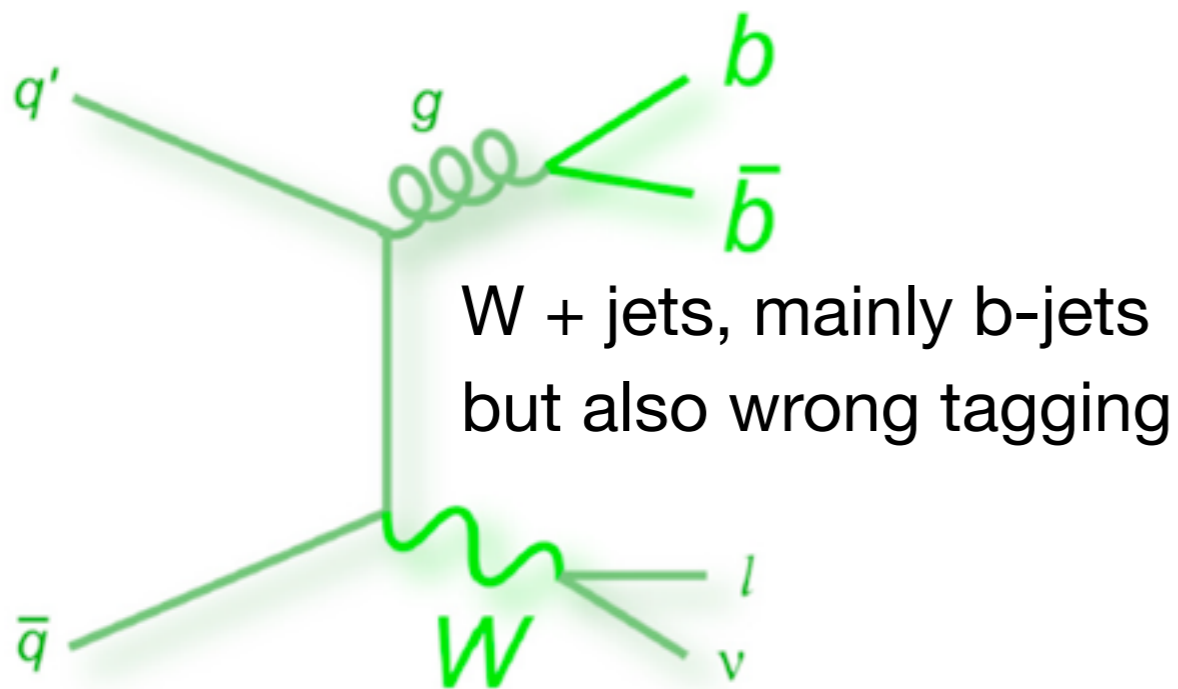 b
q'
g
b̄
W + jets, mainly b-jets
but also wrong tagging
l
q̄
W
ν